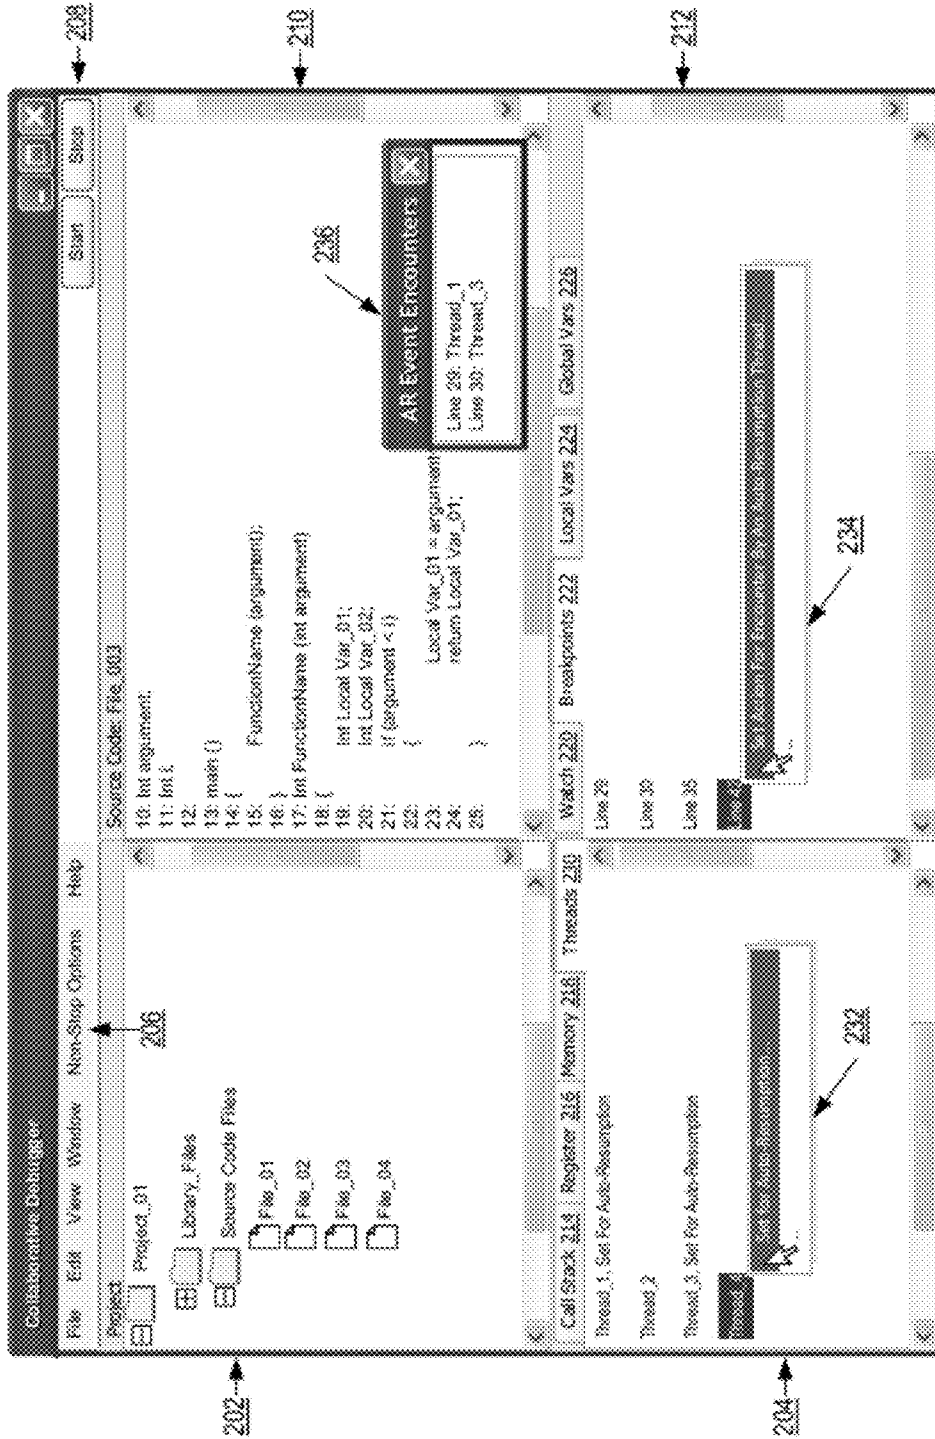 Collaborative Debugger
File Edit View Window Non-Stop Options Help
Start Stop
208
206
Project
Project_01
Library_Files
Source Code Files
File_01
File_02
File_03
File_04
202
Source Code: File_003
10: Int argument;
11: Int i;
12:
13: main ()
14: {
15: FunctionName (argument);
16: }
17: Int FunctionName (int argument)
18: {
19: Int Local Var_01;
20: Int Local Var_02;
21: if (argument < i)
22: {
23: Local Var_01 = argument
24: return Local Var_01;
25: }
210
236
AR Event Encounters
Line 29: Thread_1
Line 30: Thread_3
Call Stack 214 Register 216 Memory 218 Threads 230
Thread_1, Set For Auto-Resumption
Thread_2
Thread_3, Set For Auto-Resumption
232
204
Watch 220 Breakpoints 222 Local Vars 224 Global Vars 226
Line 29
Line 30
Line 35
234
212